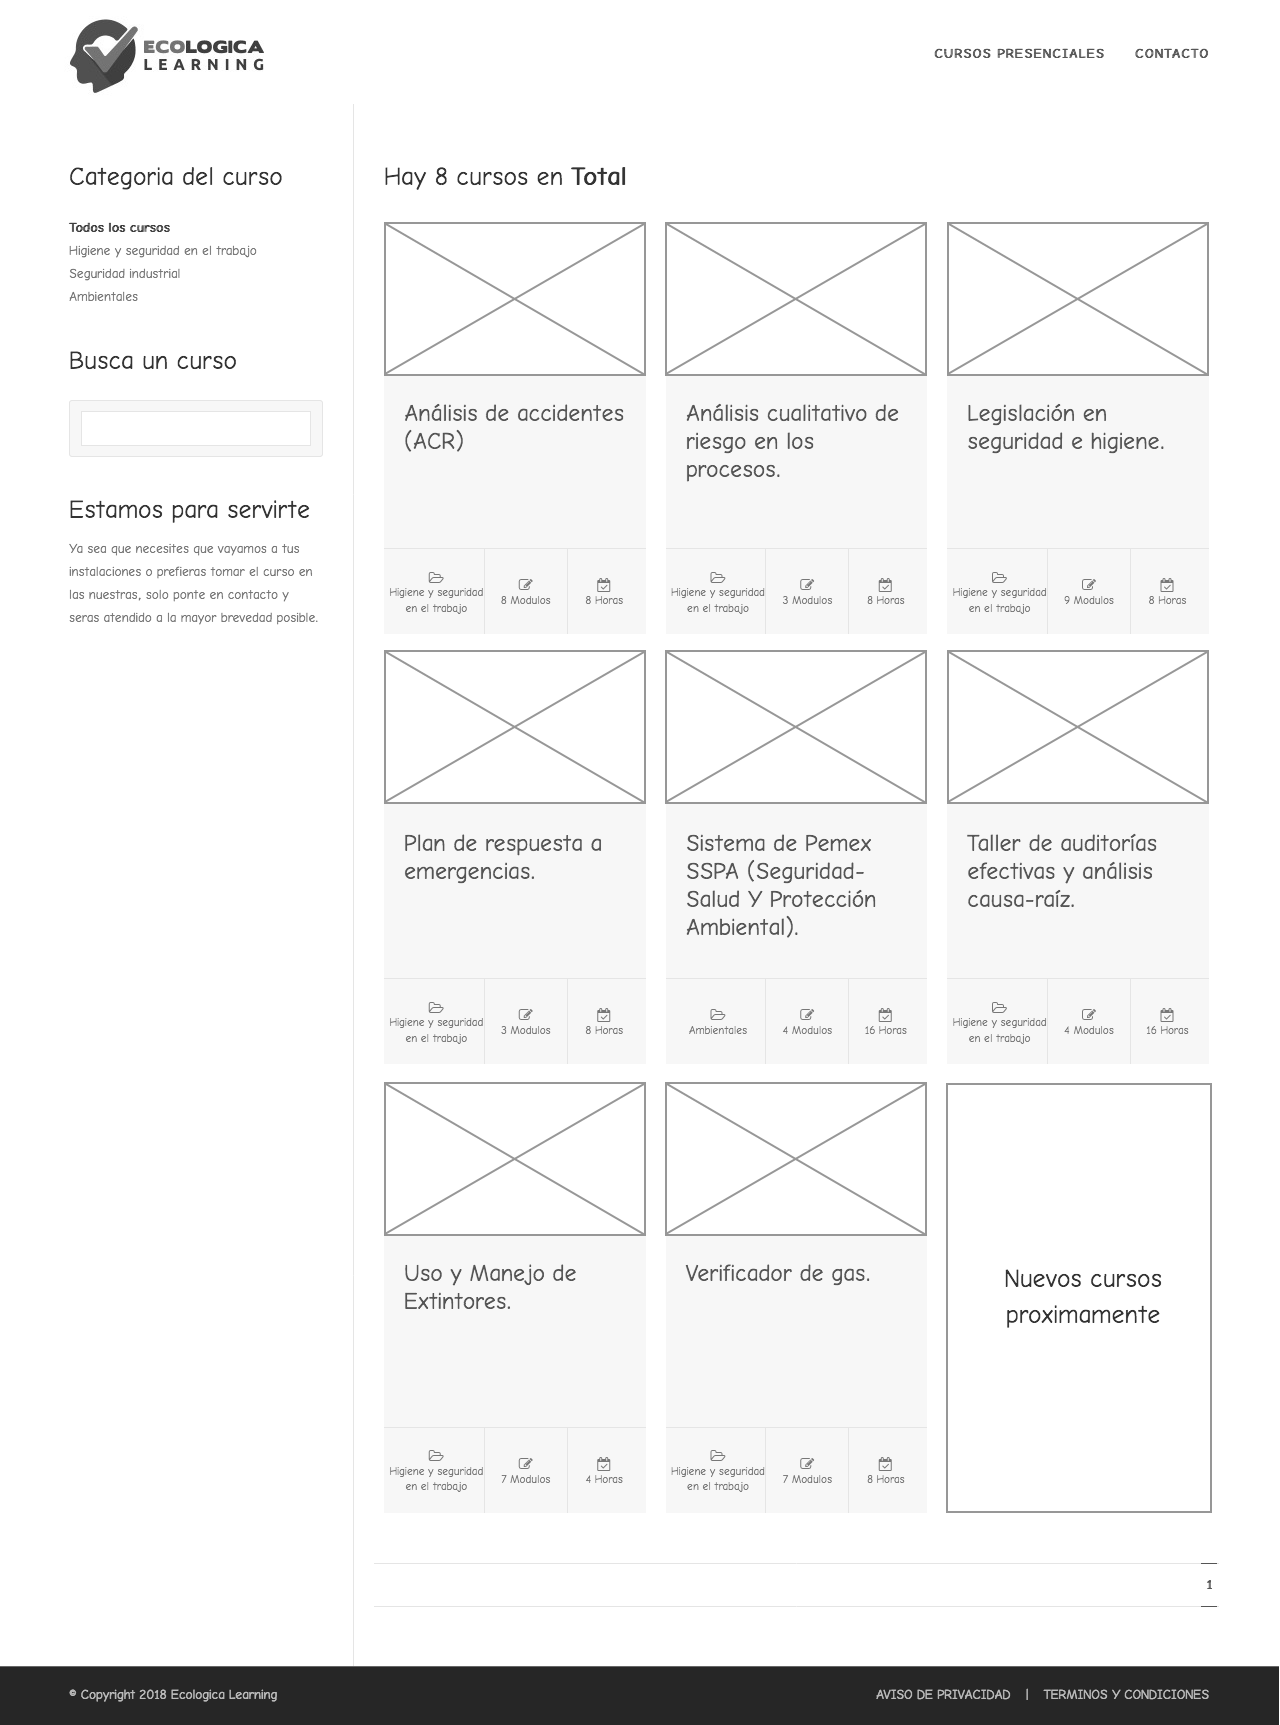 ECOLOGICA
LEARNING
CURSOS PRESENCIALES
CONTACTO
Categoria del curso
Todos los cursos
Higiene y seguridad en el trabajo
Seguridad industrial
Ambientales
Busca un curso
Estamos para servirte
Ya sea que necesites que vayamos a tus
instalaciones o prefieras tomar el curso en
las nuestras, solo ponte en contacto y
seras atendido a la mayor brevedad posible.
Hay 8 cursos en Total
Análisis de accidentes
(ACR)
Higiene y seguridad
en el trabajo
8 Modulos
8 Horas
Análisis cualitativo de
riesgo en los
procesos.
Higiene y seguridad
en el trabajo
3 Modulos
8 Horas
Legislación en
seguridad e higiene.
Higiene y seguridad
en el trabajo
9 Modulos
8 Horas
Plan de respuesta a
emergencias.
Higiene y seguridad
en el trabajo
3 Modulos
8 Horas
Sistema de Pemex
SSPA (Seguridad-
Salud Y Protección
Ambiental).
Ambientales
4 Modulos
16 Horas
Taller de auditorías
efectivas y análisis
causa-raíz.
Higiene y seguridad
en el trabajo
4 Modulos
16 Horas
Uso y Manejo de
Extintores.
Higiene y seguridad
en el trabajo
7 Modulos
4 Horas
Verificador de gas.
Higiene y seguridad
en el trabajo
7 Modulos
8 Horas
Nuevos cursos
proximamente
1
© Copyright 2018 Ecologica Learning
AVISO DE PRIVACIDAD | TERMINOS Y CONDICIONES